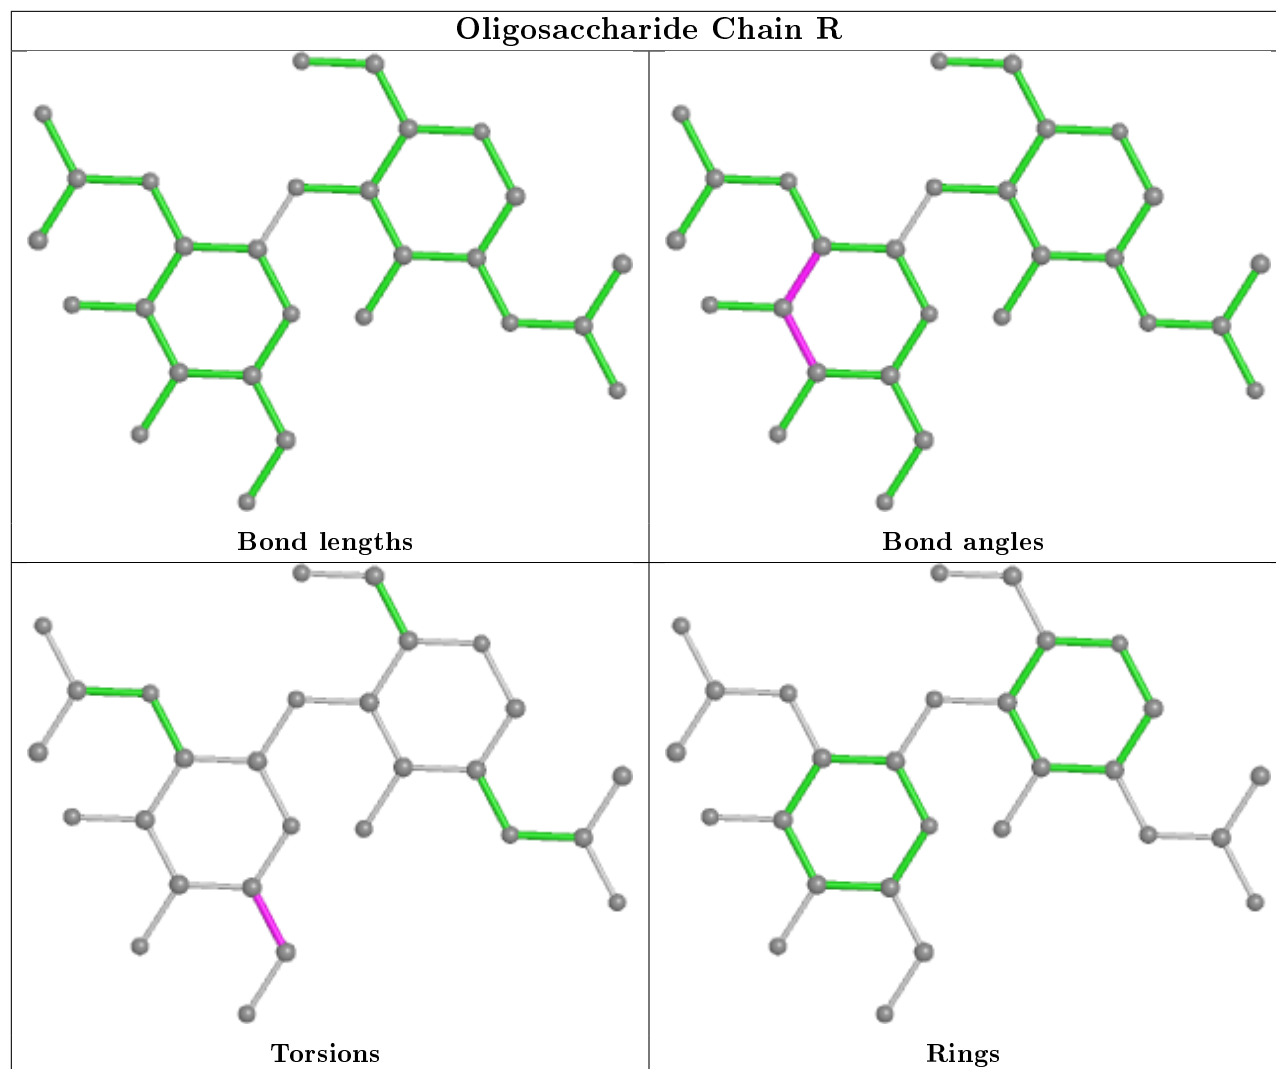 Oligosaccharide Chain R
Bond lengths
Bond angles
Torsions
Rings